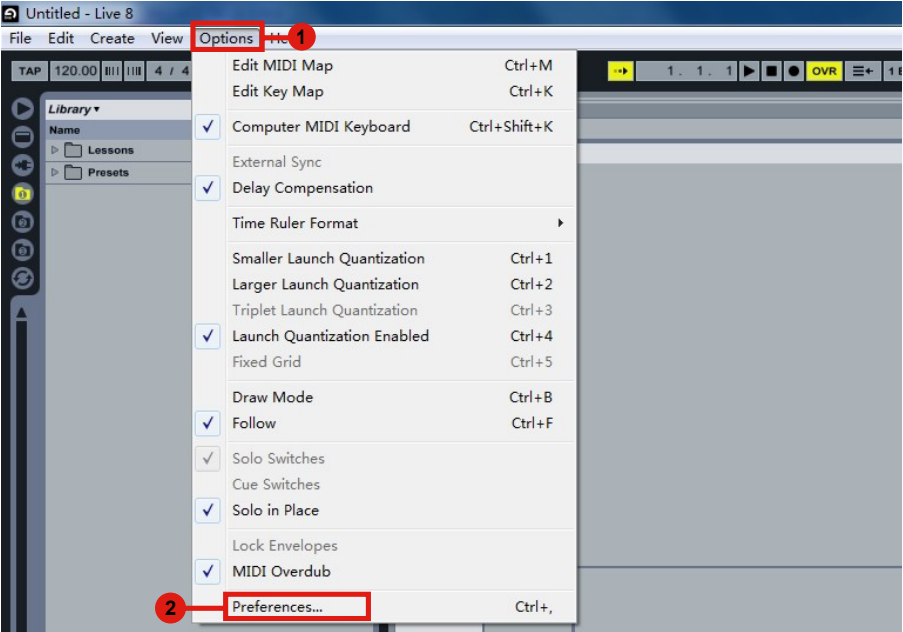 Untitled - Live 8
File Edit Create View Options
1
TAP 120.00 4 / 4
1. 1. 1 OVR
Library
Name
Lessons
Presets
Edit MIDI Map Ctrl+M
Edit Key Map Ctrl+K
Computer MIDI Keyboard Ctrl+Shift+K
External Sync
Delay Compensation
Time Ruler Format
Smaller Launch Quantization Ctrl+1
Larger Launch Quantization Ctrl+2
Triplet Launch Quantization Ctrl+3
Launch Quantization Enabled Ctrl+4
Fixed Grid Ctrl+5
Draw Mode Ctrl+B
Follow Ctrl+F
Solo Switches
Cue Switches
Solo in Place
Lock Envelopes
MIDI Overdub
2
Preferences... Ctrl+,